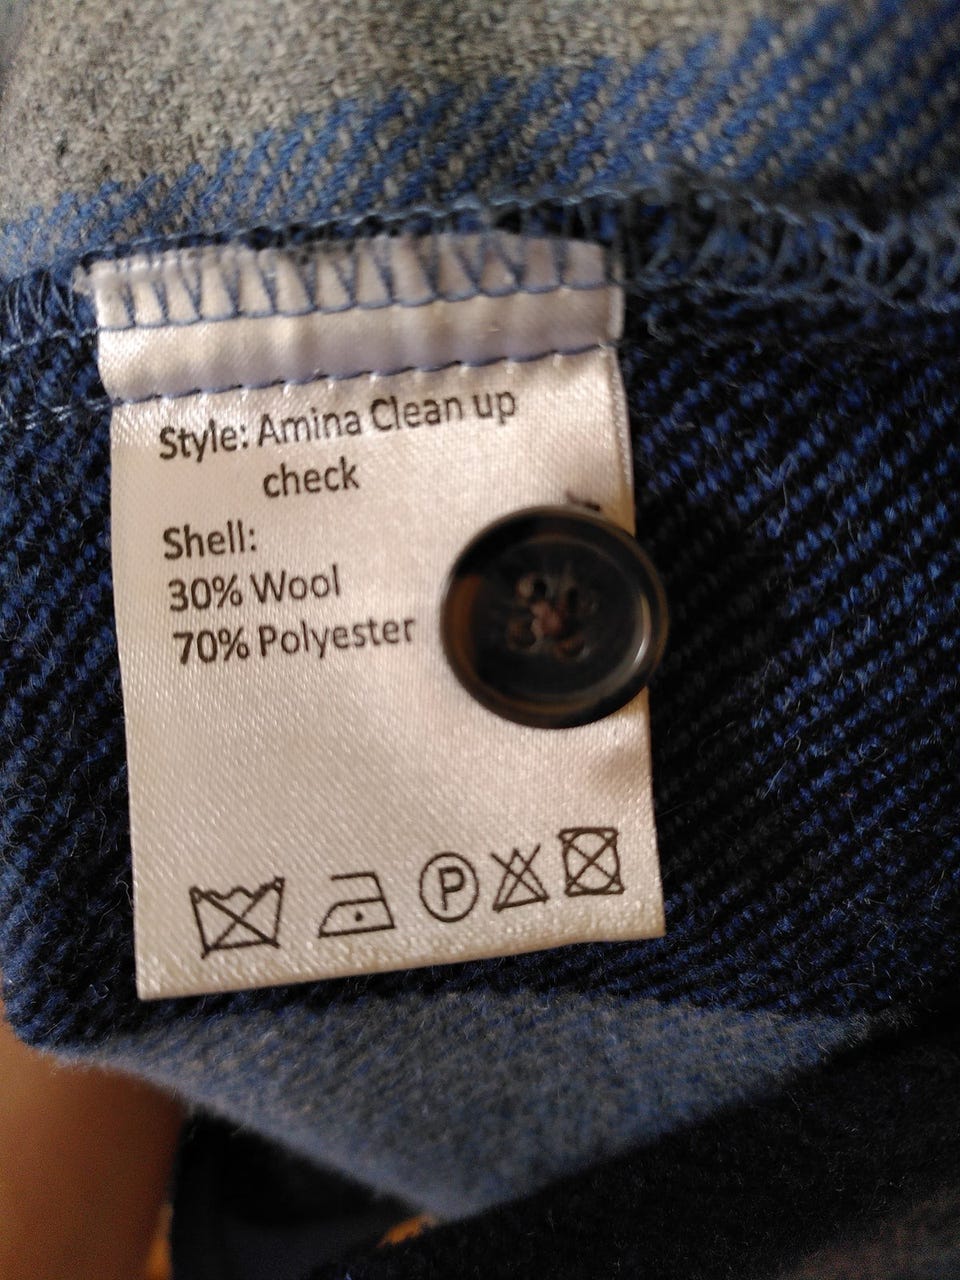 Style: Amina Clean up
check
Shell:
30% Wool
70% Polyester
P